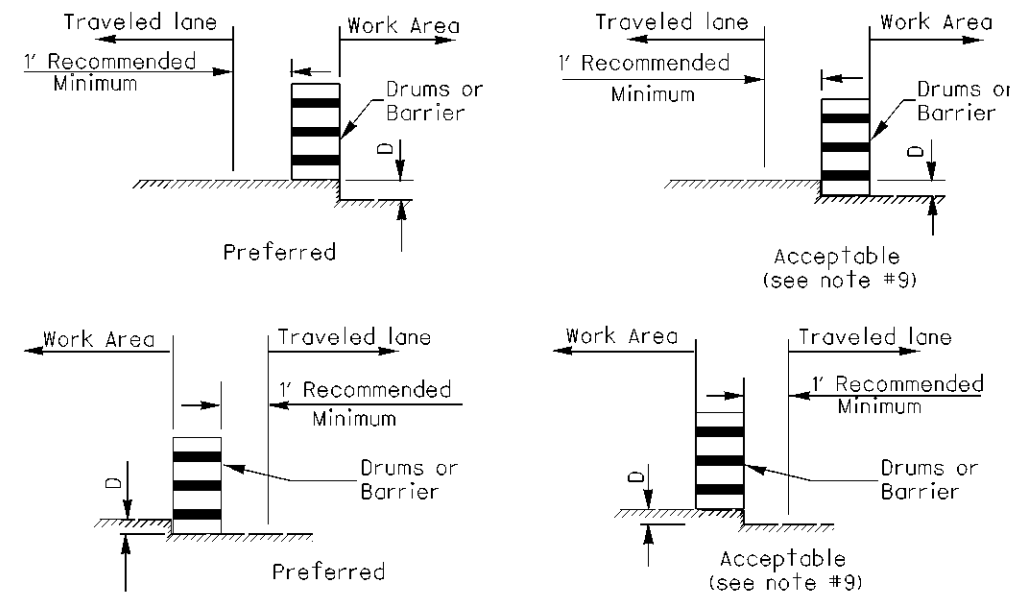 Traveled lane
Work Area
1' Recommended
Minimum
Drums or
Barrier
D
Preferred
Traveled lane
Work Area
1' Recommended
Minimum
Drums or
Barrier
D
Acceptable
(see note #9)
Work Area
Traveled lane
1' Recommended
Minimum
Drums or
Barrier
D
Preferred
Work Area
Traveled lane
1' Recommended
Minimum
Drums or
Barrier
D
Acceptable
(see note #9)